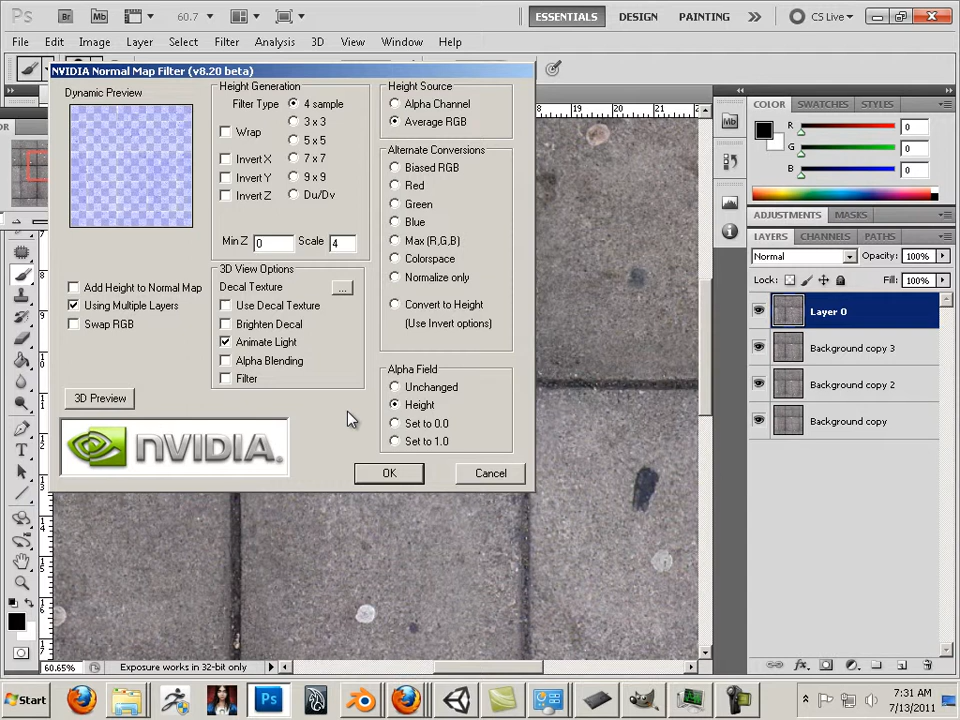 Ps Br Mb 60.7 ESSENTIALS DESIGN PAINTING CS Live
File Edit Image Layer Select Filter Analysis 3D View Window Help
NVIDIA Normal Map Filter (v8.20 beta)
Dynamic Preview
Height Generation
Filter Type 4 sample
3 x 3
Wrap
5 x 5
Invert X 7 x 7
Invert Y 9 x 9
Invert Z Du/Dv
Min Z 0 Scale 4
3D View Options
Decal Texture ...
Use Decal Texture
Brighten Decal
Animate Light
Alpha Blending
Filter
Add Height to Normal Map
Using Multiple Layers
Swap RGB
3D Preview
NVIDIA.
Height Source
Alpha Channel
Average RGB
Alternate Conversions
Biased RGB
Red
Green
Blue
Max (R,G,B)
Colorspace
Normalize only
Convert to Height
(Use Invert options)
Alpha Field
Unchanged
Height
Set to 0.0
Set to 1.0
OK Cancel
18 19 20 21
COLOR SWATCHES STYLES
R 0
G 0
B 0
ADJUSTMENTS MASKS
LAYERS CHANNELS PATHS
Normal Opacity: 100%
Lock: Fill: 100%
Layer 0
Background copy 3
Background copy 2
Background copy
60.65% Exposure works in 32-bit only
Start Ps 7:31 AM
7/13/2011